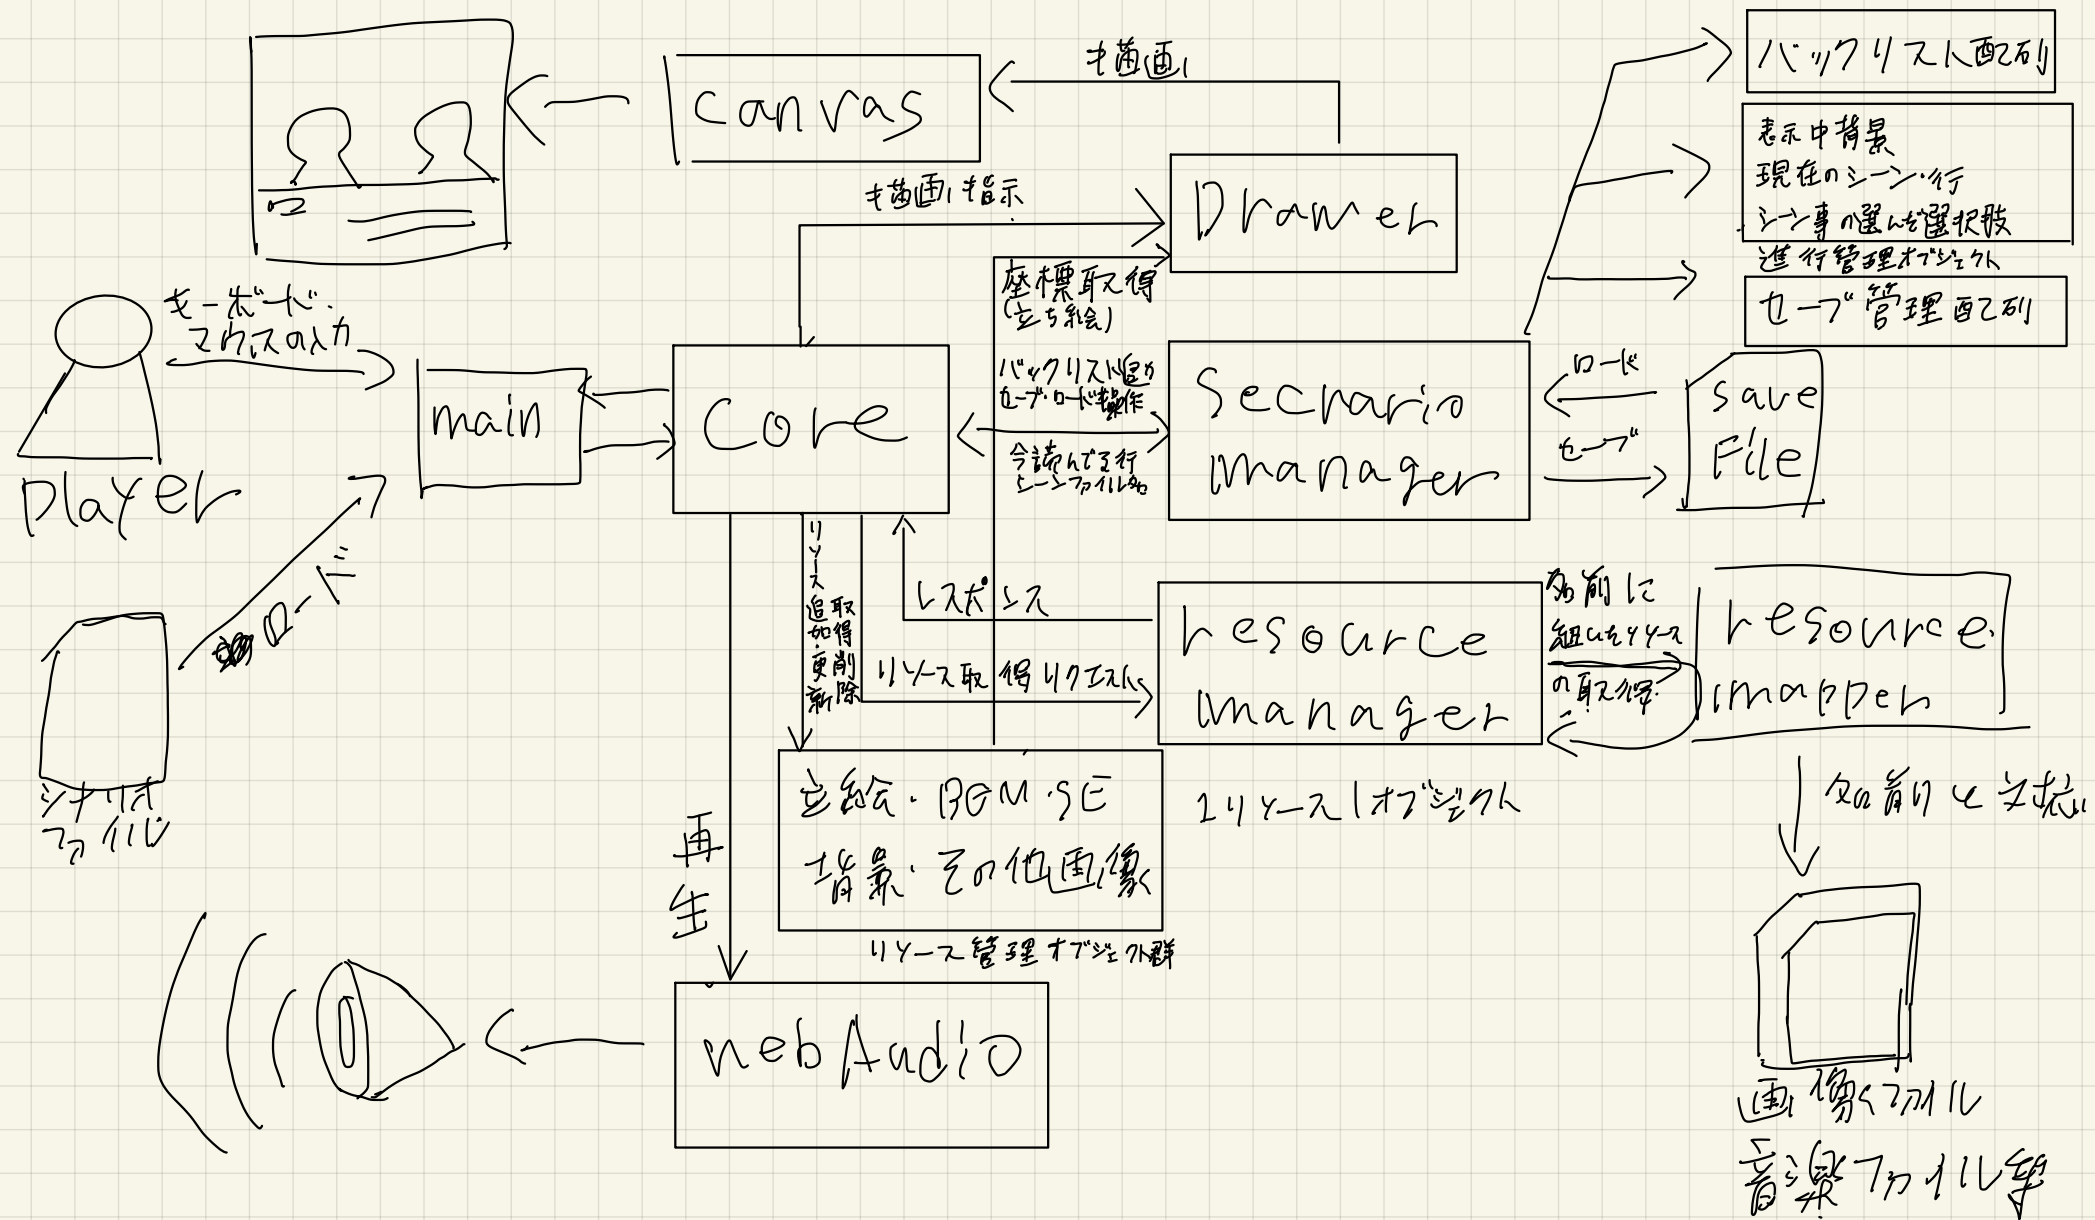 canvas
描画
バックリスト配列
表示中背景
現在のシーン・行
シーン事の選んだ選択肢
進行管理オブジェクト
セーブ管理配列
描画指示
Drawer
座標取得
(立ち絵)
キーボード・
マウスの入力
Player
main
Core
バックリスト追加
セーブ・ロード操作
今読んでる行
シーンファイル
Secnario
manager
ロード
セーブ
save
File
ロード
シナリオ
ファイル
リソース
追加・更新
取得
削除
レスポンス
リソース取得リクエスト
resource
manager
1リソース1オブジェクト
名前に
組いたリソース
の取得
resource
mapper
名前と対応
画像ファイル
音楽ファイル等
立絵・BGM・SE
背景・その他画像
リソース管理オブジェクト群
再生
webAudio